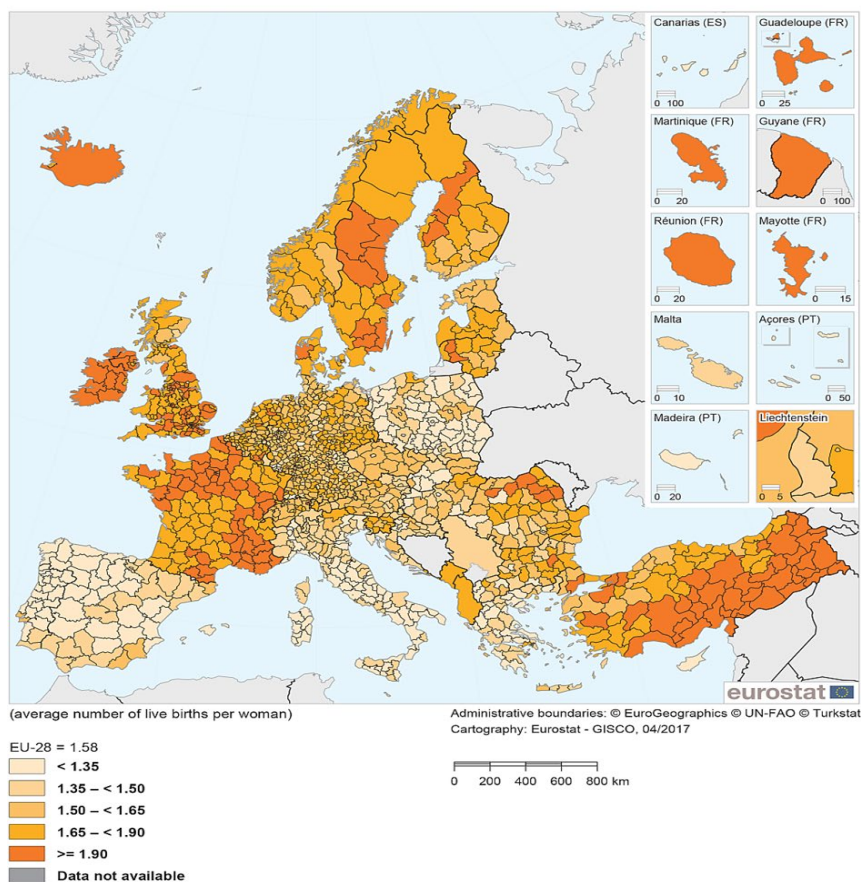 Canarias (ES)
0 100
Guadeloupe (FR)
0 25
Martinique (FR)
0 20
Guyane (FR)
0 100
Réunion (FR)
0 20
Mayotte (FR)
0 15
Malta
0 10
Açores (PT)
0 50
Madeira (PT)
0 20
Liechtenstein
0 5
eurostat
(average number of live births per woman)
Administrative boundaries: © EuroGeographics © UN-FAO © Turkstat
Cartography: Eurostat - GISCO, 04/2017
EU-28 = 1.58
< 1.35
1.35 – < 1.50
1.50 – < 1.65
1.65 – < 1.90
>= 1.90
Data not available
0 200 400 600 800 km